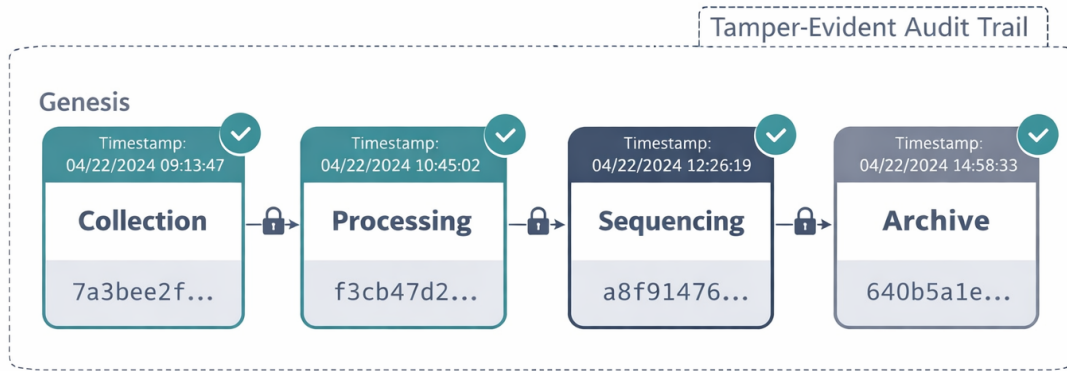 Tamper-Evident Audit Trail
Genesis
Timestamp:
04/22/2024 09:13:47
Collection
7a3bee2f...
Timestamp:
04/22/2024 10:45:02
Processing
f3cb47d2...
Timestamp:
04/22/2024 12:26:19
Sequencing
a8f91476...
Timestamp:
04/22/2024 14:58:33
Archive
640b5a1e...